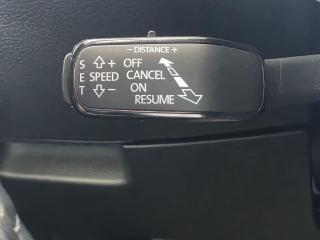 − DISTANCE +
S ⇧+ OFF
E SPEED CANCEL
T ⇩− ON
RESUME